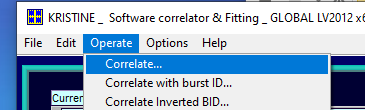 KRISTINE _ Software correlator & Fitting _ GLOBAL LV2012 x6
File Edit Operate Options Help
Correlate...
Curren
Correlate with burst ID...
Correlate Inverted BID...